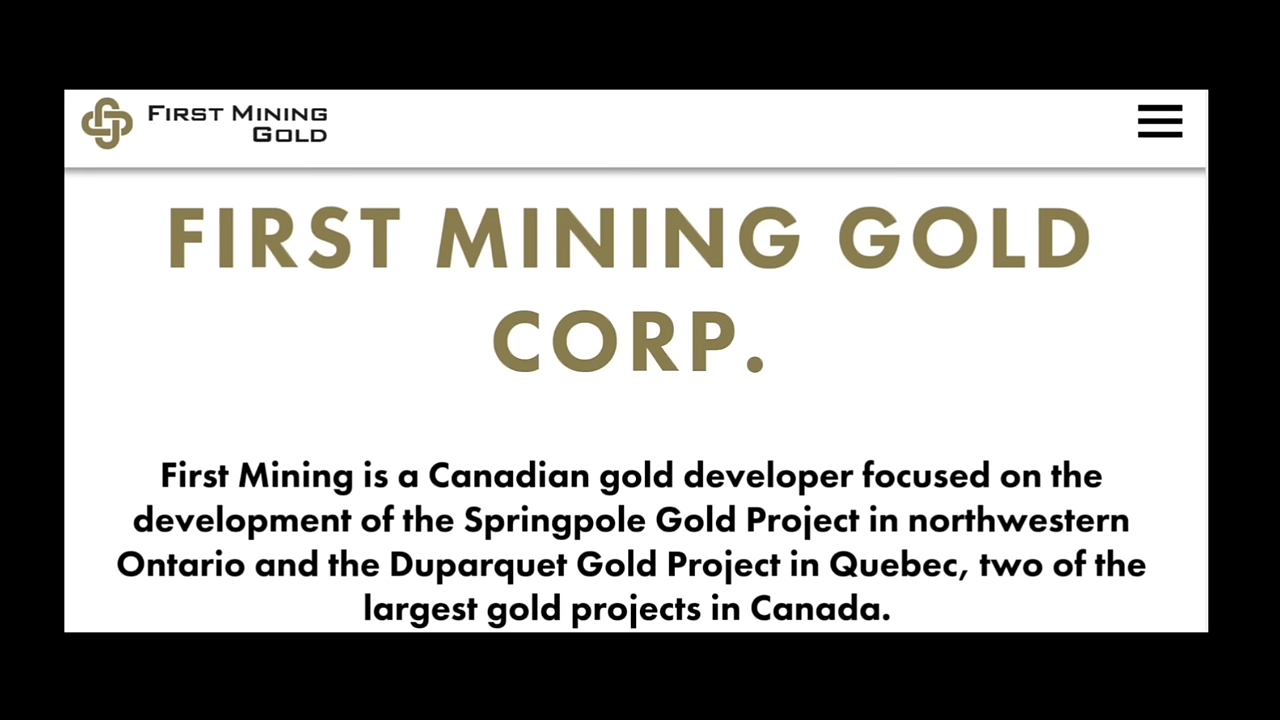 First Mining
Gold
FIRST MINING GOLD
CORP.
First Mining is a Canadian gold developer focused on the
development of the Springpole Gold Project in northwestern
Ontario and the Duparquet Gold Project in Quebec, two of the
largest gold projects in Canada.